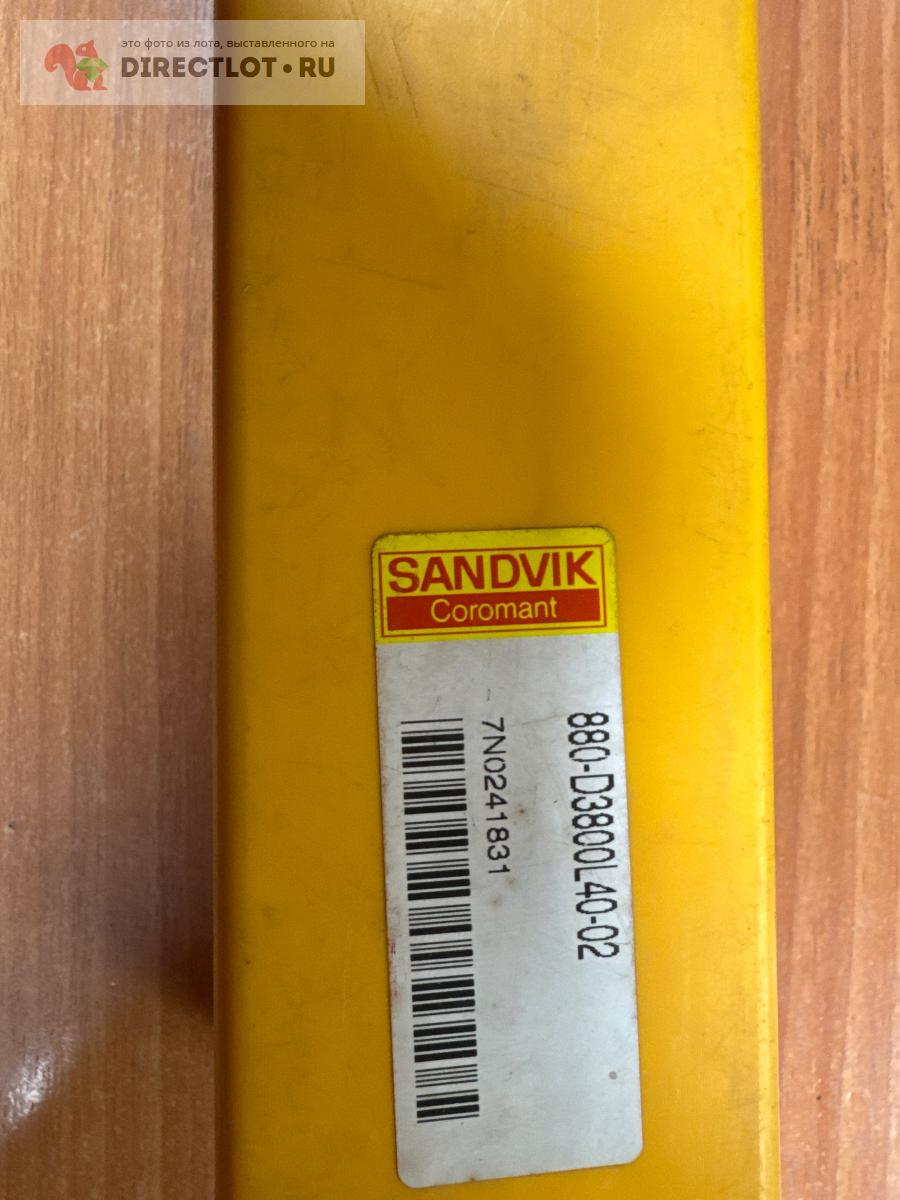 это фото из лота, выставленного на
DIRECTLOT•RU
SANDVIK
Coromant
880-D3800L40-02
7N0241831